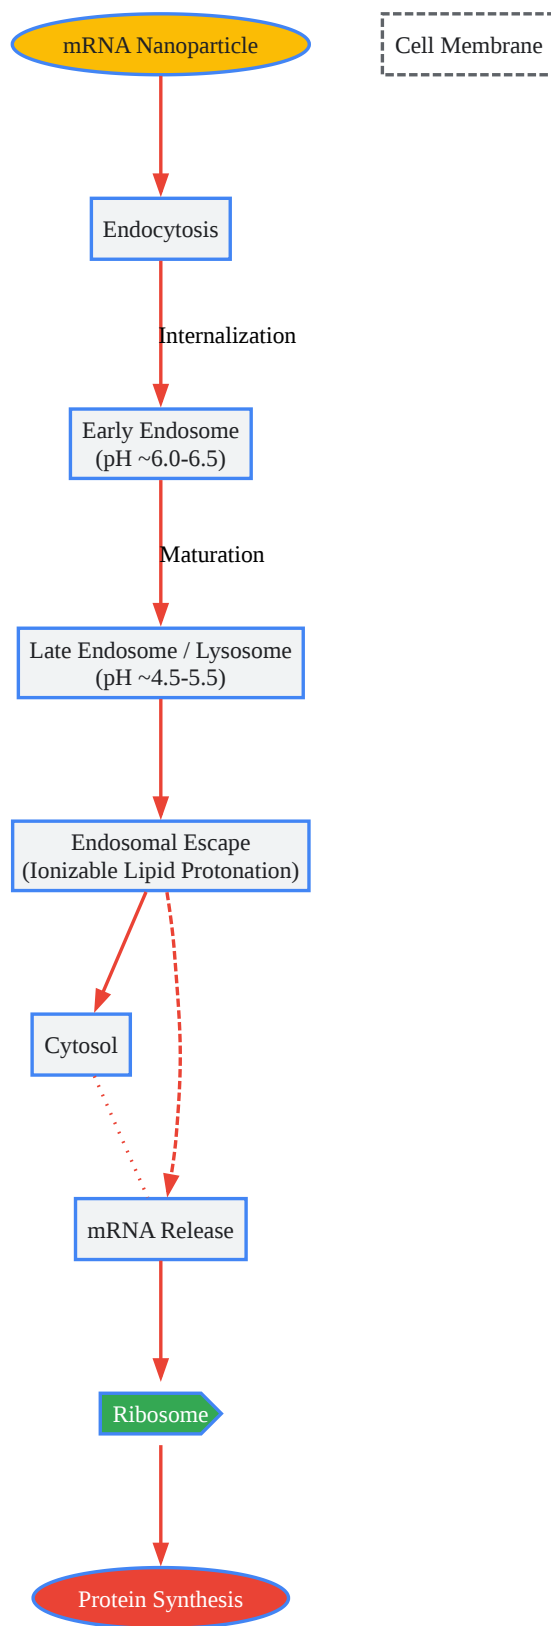 mRNA Nanoparticle
Cell Membrane
Endocytosis
Internalization
Early Endosome
(pH ~6.0-6.5)
Maturation
Late Endosome / Lysosome
(pH ~4.5-5.5)
Endosomal Escape
(Ionizable Lipid Protonation)
Cytosol
mRNA Release
Ribosome
Protein Synthesis